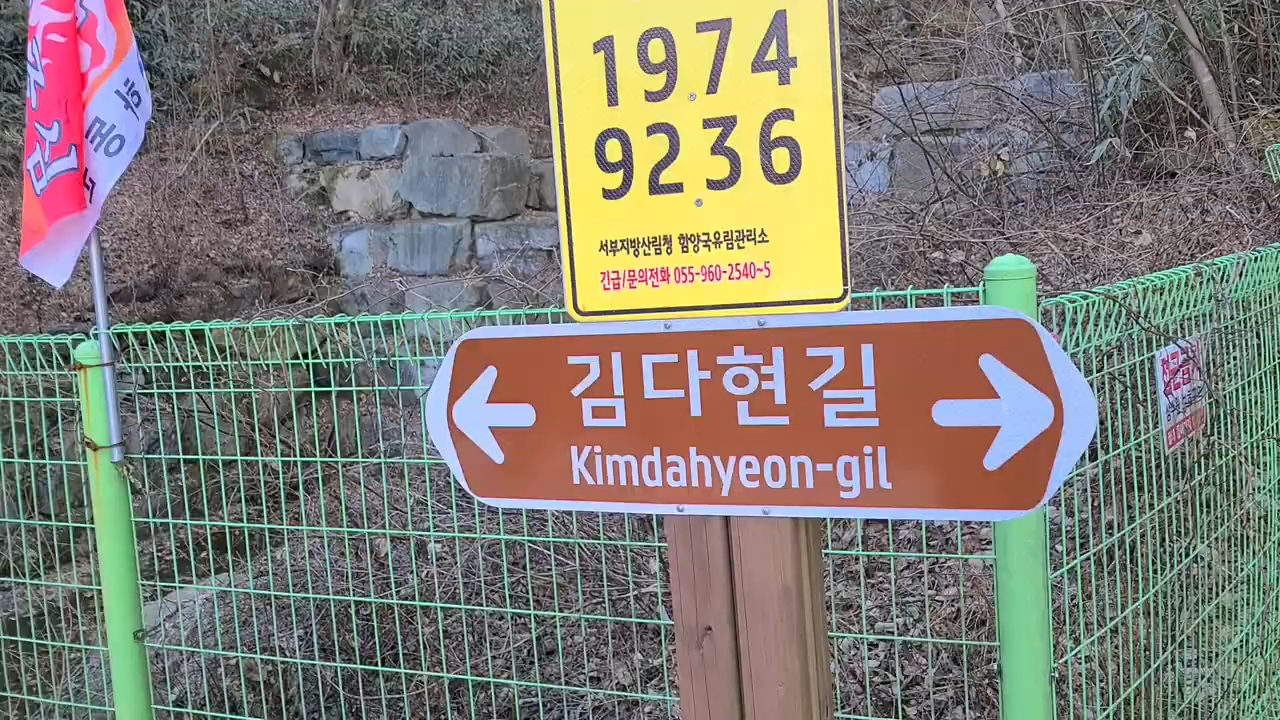 1974
9236
서부지방산림청 함양국유림관리소
긴급/문의전화 055-960-2540~5
김다현길
Kimdahyeon-gil